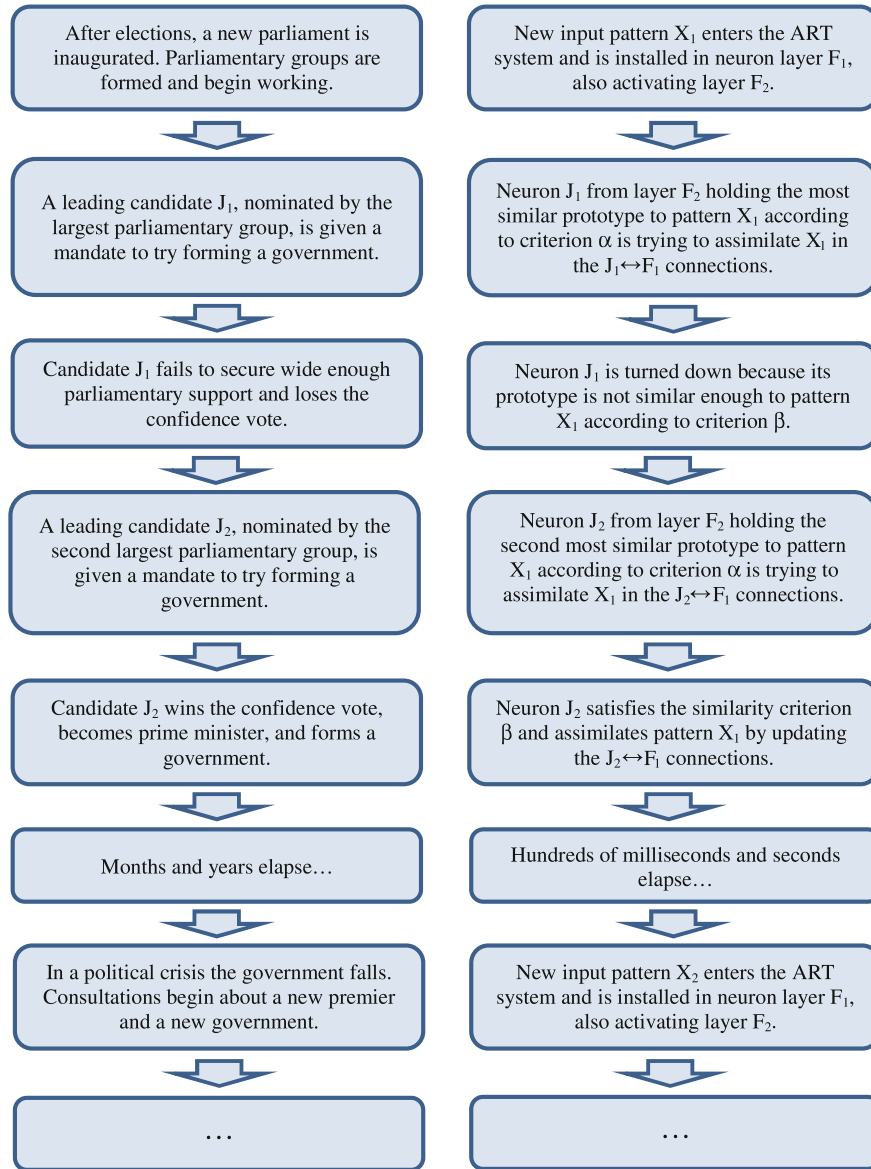 After elections, a new parliament is
inaugurated. Parliamentary groups are
formed and begin working.
A leading candidate J₁, nominated by the
largest parliamentary group, is given a
mandate to try forming a government.
Candidate J₁ fails to secure wide enough
parliamentary support and loses the
confidence vote.
A leading candidate J₂, nominated by the
second largest parliamentary group, is
given a mandate to try forming a
government.
Candidate J₂ wins the confidence vote,
becomes prime minister, and forms a
government.
Months and years elapse…
In a political crisis the government falls.
Consultations begin about a new premier
and a new government.
…
New input pattern X₁ enters the ART
system and is installed in neuron layer F₁,
also activating layer F₂.
Neuron J₁ from layer F₂ holding the most
similar prototype to pattern X₁ according
to criterion α is trying to assimilate X₁ in
the J₁↔F₁ connections.
Neuron J₁ is turned down because its
prototype is not similar enough to pattern
X₁ according to criterion β.
Neuron J₂ from layer F₂ holding the
second most similar prototype to pattern
X₁ according to criterion α is trying to
assimilate X₁ in the J₂↔F₁ connections.
Neuron J₂ satisfies the similarity criterion
β and assimilates pattern X₁ by updating
the J₂↔F₁ connections.
Hundreds of milliseconds and seconds
elapse…
New input pattern X₂ enters the ART
system and is installed in neuron layer F₁,
also activating layer F₂.
…